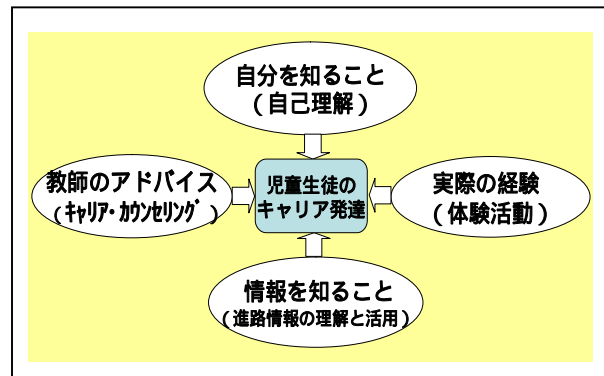 自分を知ること
(自己理解)
教師のアドバイス
(ｷｬﾘｱ･ｶｳﾝｾﾘﾝｸﾞ)
児童生徒の
キャリア発達
実際の経験
(体験活動)
情報を知ること
(進路情報の理解と活用)